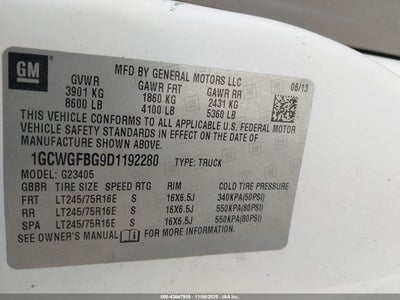 GM
MFD BY GENERAL MOTORS LLC
06/13
GVWR GAWR FRT GAWR RR
3901 KG 1860 KG 2431 KG
8600 LB 4100 LB 5360 LB
THIS VEHICLE CONFORMS TO ALL APPLICABLE U.S.
FEDERAL MOTOR VEHICLE SAFETY STANDARDS
IN EFFECT ON THE DATE OF
MANUFACTURE SHOWN ABOVE.
1GCWGFBG9D1192280 TYPE: TRUCK
MODEL: G23405
GBBR TIRE SIZE SPEED RTG RIM COLD TIRE PRESSURE
FRT LT245/75R16E S 16X6.5J 340KPA(50PSI)
RR LT245/75R16E S 16X6.5J 550KPA(80PSI)
SPA LT245/75R16E S 16X6.5J 550KPA(80PSI)
SEE OWNER'S MANUAL FOR MORE INFORMATION.